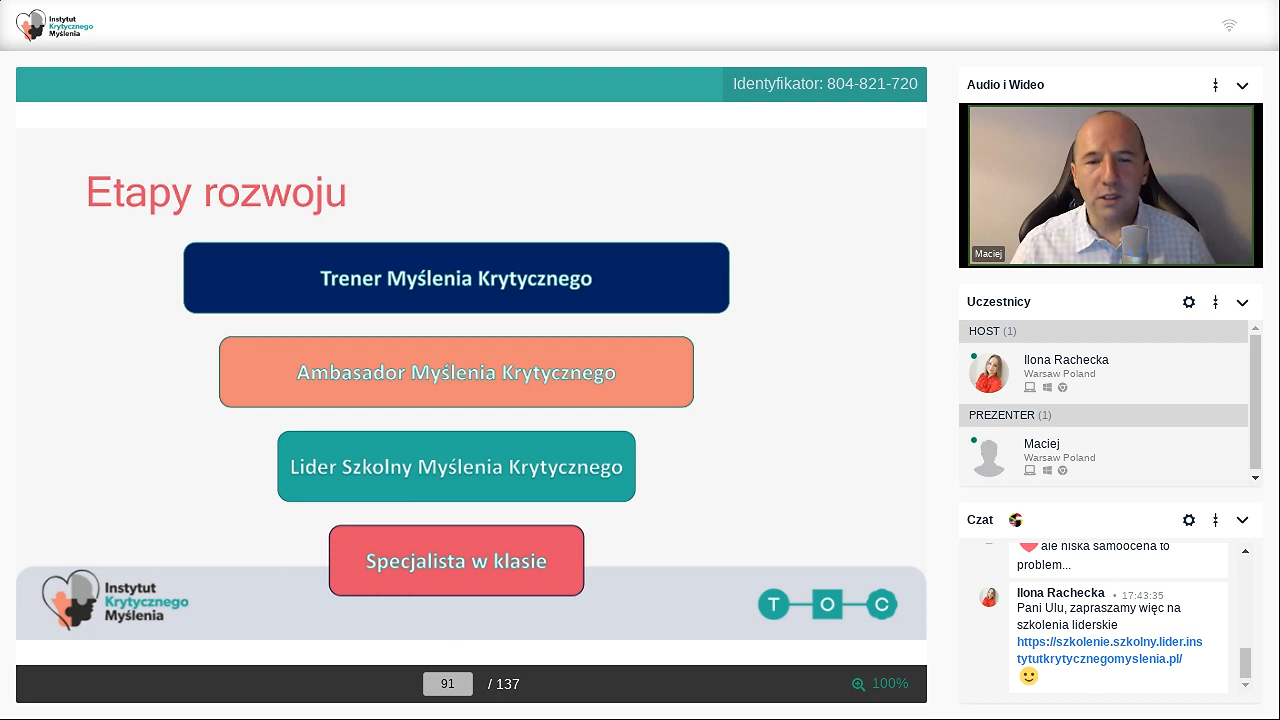 Instytut
Krytycznego
Myślenia
Identyfikator: 804-821-720
Etapy rozwoju
Trener Myślenia Krytycznego
Ambasador Myślenia Krytycznego
Lider Szkolny Myślenia Krytycznego
Specjalista w klasie
Instytut
Krytycznego
Myślenia
T O C
91 / 137
100%
Audio i Wideo
Maciej
Uczestnicy
HOST (1)
Ilona Rachecka
Warsaw Poland
PREZENTER (1)
Maciej
Warsaw Poland
Czat
ale niska samoocena to
problem...
Ilona Rachecka • 17:43:35
Pani Ulu, zapraszamy więc na
szkolenia liderskie
https://szkolenie.szkolny.lider.ins
tytutkrytycznegomyslenia.pl/